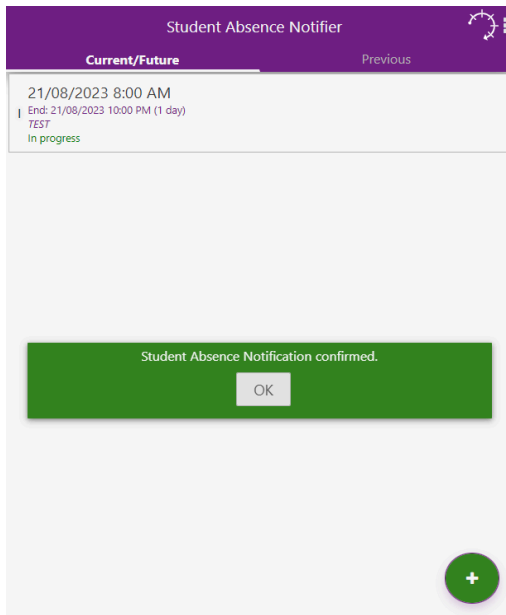 Student Absence Notifier
Current/Future
Previous
21/08/2023 8:00 AM
End: 21/08/2023 10:00 PM (1 day)
TEST
In progress
Student Absence Notification confirmed.
OK
+